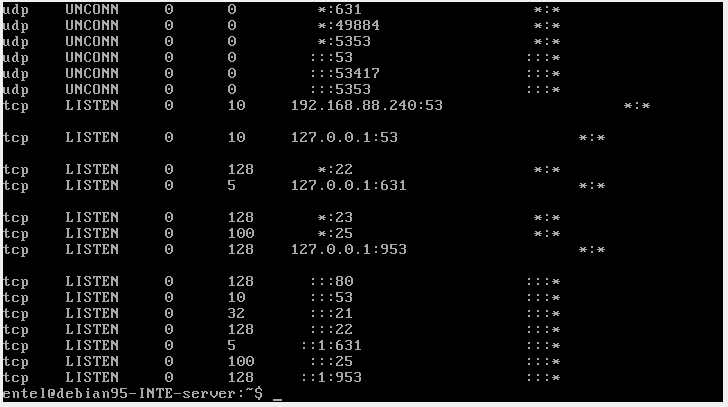 udp UNCONN 0 0 *:631 *:*
udp UNCONN 0 0 *:49884 *:*
udp UNCONN 0 0 *:5353 *:*
udp UNCONN 0 0 :::53 :::*
udp UNCONN 0 0 :::53417 :::*
udp UNCONN 0 0 :::5353 :::*
tcp LISTEN 0 10 192.168.88.240:53 *:*
tcp LISTEN 0 10 127.0.0.1:53 *:*
tcp LISTEN 0 128 *:22 *:*
tcp LISTEN 0 5 127.0.0.1:631 *:*
tcp LISTEN 0 128 *:23 *:*
tcp LISTEN 0 100 *:25 *:*
tcp LISTEN 0 128 127.0.0.1:953 *:*
tcp LISTEN 0 128 :::80 :::*
tcp LISTEN 0 10 :::53 :::*
tcp LISTEN 0 32 :::21 :::*
tcp LISTEN 0 128 :::22 :::*
tcp LISTEN 0 5 ::1:631 :::*
tcp LISTEN 0 100 :::25 :::*
tcp LISTEN 0 128 ::1:953 :::*
entel@debian95-INTE-server:~$ _